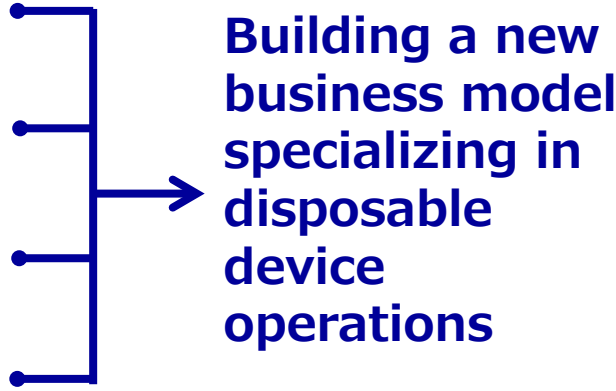 Building a new
business model
specializing in
disposable
device
operations